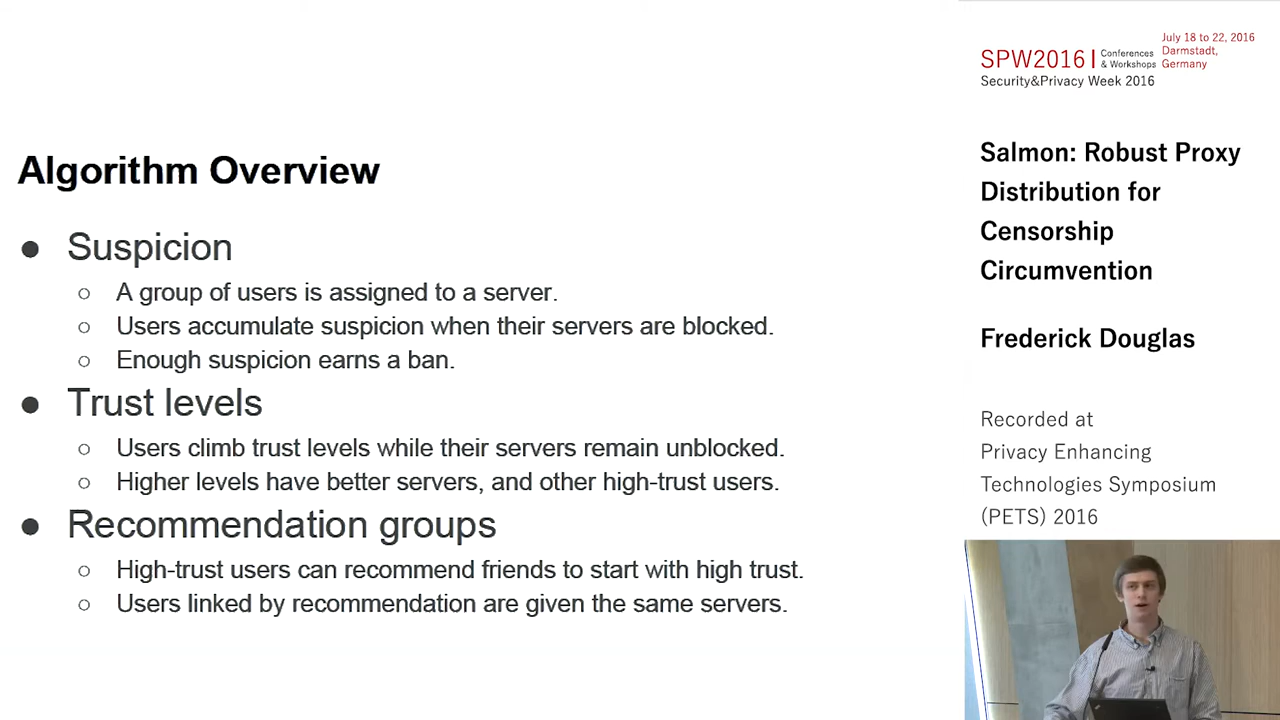 Algorithm Overview
● Suspicion
○ A group of users is assigned to a server.
○ Users accumulate suspicion when their servers are blocked.
○ Enough suspicion earns a ban.
● Trust levels
○ Users climb trust levels while their servers remain unblocked.
○ Higher levels have better servers, and other high-trust users.
● Recommendation groups
○ High-trust users can recommend friends to start with high trust.
○ Users linked by recommendation are given the same servers.
SPW2016 | Conferences
& Workshops
July 18 to 22, 2016
Darmstadt,
Germany
Security&Privacy Week 2016
Salmon: Robust Proxy
Distribution for
Censorship
Circumvention
Frederick Douglas
Recorded at
Privacy Enhancing
Technologies Symposium
(PETS) 2016